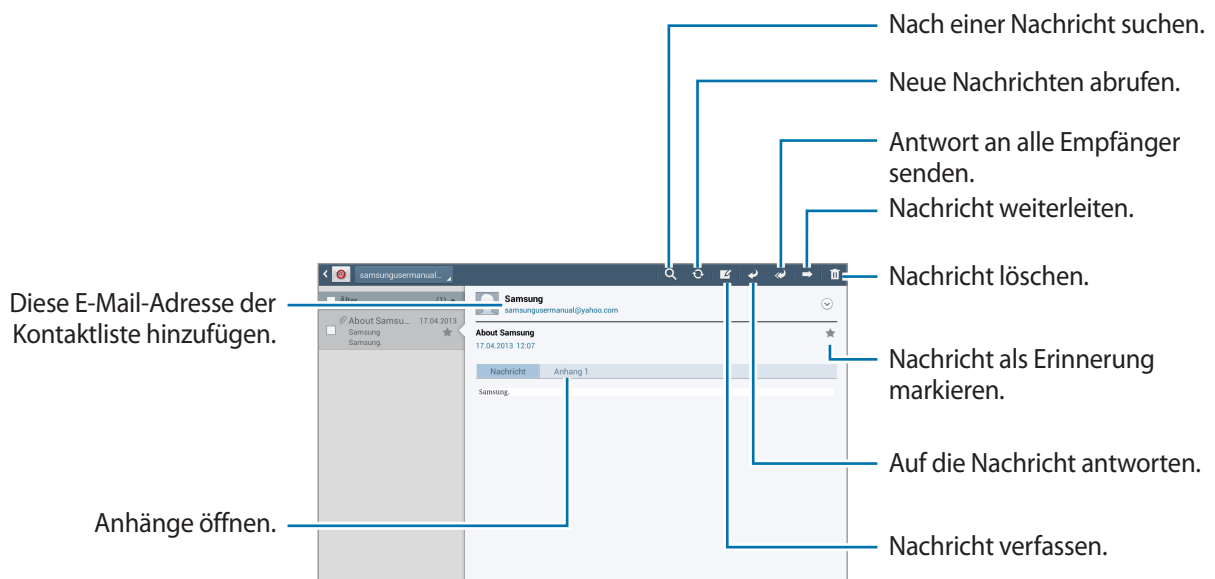 Nach einer Nachricht suchen.
Neue Nachrichten abrufen.
Antwort an alle Empfänger
senden.
Nachricht weiterleiten.
Nachricht löschen.
Diese E-Mail-Adresse der
Kontaktliste hinzufügen.
samsungusermanual..
Älter (1)
About Samsu... 17.04.2013
Samsung
Samsung.
Samsung
samsungusermanual@yahoo.com
About Samsung
17.04.2013 12:07
Nachricht Anhang 1
Samsung.
Nachricht als Erinnerung
markieren.
Auf die Nachricht antworten.
Anhänge öffnen.
Nachricht verfassen.